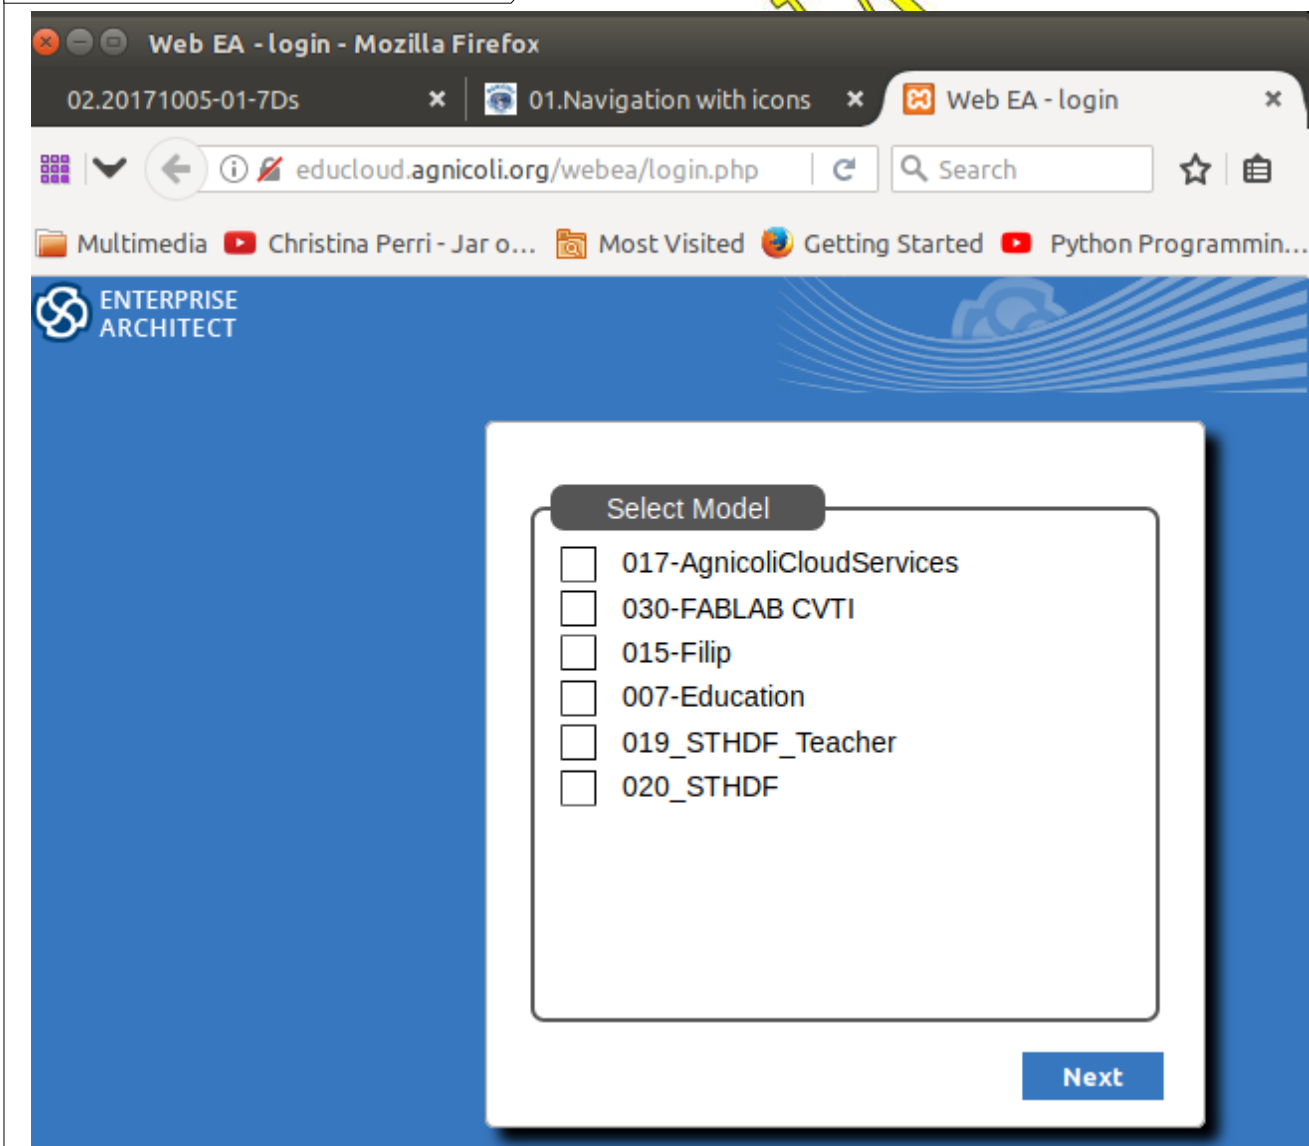 Web EA - login - Mozilla Firefox
02.20171005-01-7Ds
01.Navigation with icons
Web EA - login
educloud.agnicoli.org/webea/login.php
Search
Multimedia
Christina Perri - Jar o...
Most Visited
Getting Started
Python Programmin...
ENTERPRISE
ARCHITECT
Select Model
017-AgnicoliCloudServices
030-FABLAB CVTI
015-Filip
007-Education
019_STHDF_Teacher
020_STHDF
Next